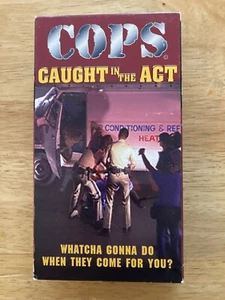 COPS
CAUGHT IN THE ACT
CONDITIONING & REF
HEAT
WHATCHA GONNA DO
WHEN THEY COME FOR YOU?